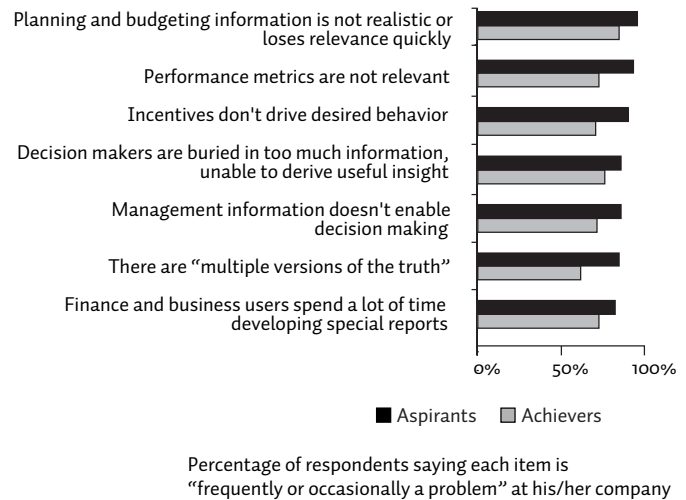 Planning and budgeting information is not realistic or
loses relevance quickly
Performance metrics are not relevant
Incentives don't drive desired behavior
Decision makers are buried in too much information,
unable to derive useful insight
Management information doesn't enable
decision making
There are “multiple versions of the truth”
Finance and business users spend a lot of time
developing special reports
0% 50% 100%
Aspirants Achievers
Percentage of respondents saying each item is
“frequently or occasionally a problem” at his/her company